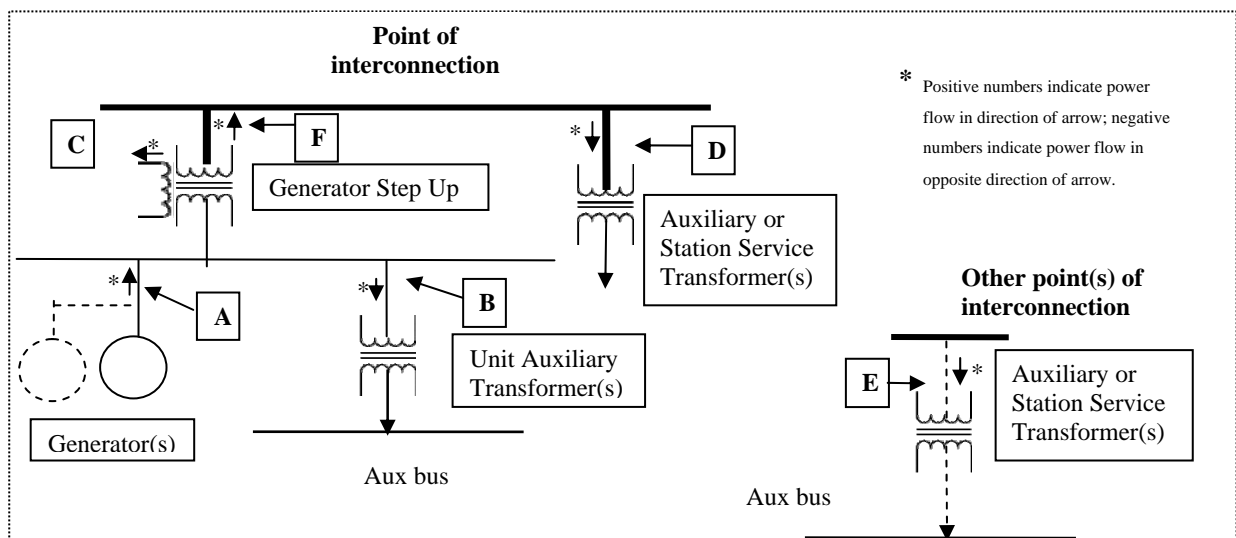 Point of
interconnection
* Positive numbers indicate power
flow in direction of arrow; negative
numbers indicate power flow in
opposite direction of arrow.
C
*
*
F
*
D
Generator Step Up
Auxiliary or
Station Service
Transformer(s)
*
A
*
B
Other point(s) of
interconnection
Unit Auxiliary
Transformer(s)
E
*
Auxiliary or
Station Service
Transformer(s)
Generator(s)
Aux bus
Aux bus